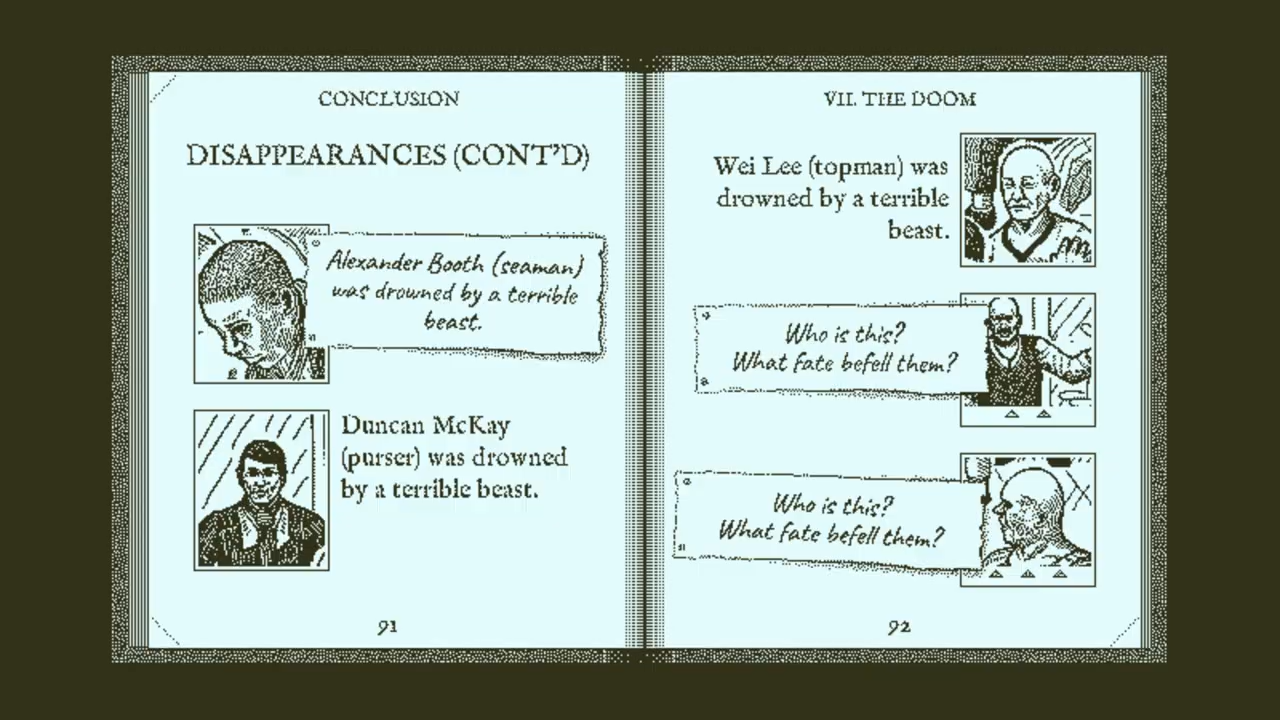 CONCLUSION
DISAPPEARANCES (CONT'D)
Alexander Booth (seaman)
was drowned by a terrible
beast.
Duncan McKay
(purser) was drowned
by a terrible beast.
91
VII. THE DOOM
Wei Lee (topman) was
drowned by a terrible
beast.
Who is this?
What fate befell them?
Who is this?
What fate befell them?
92